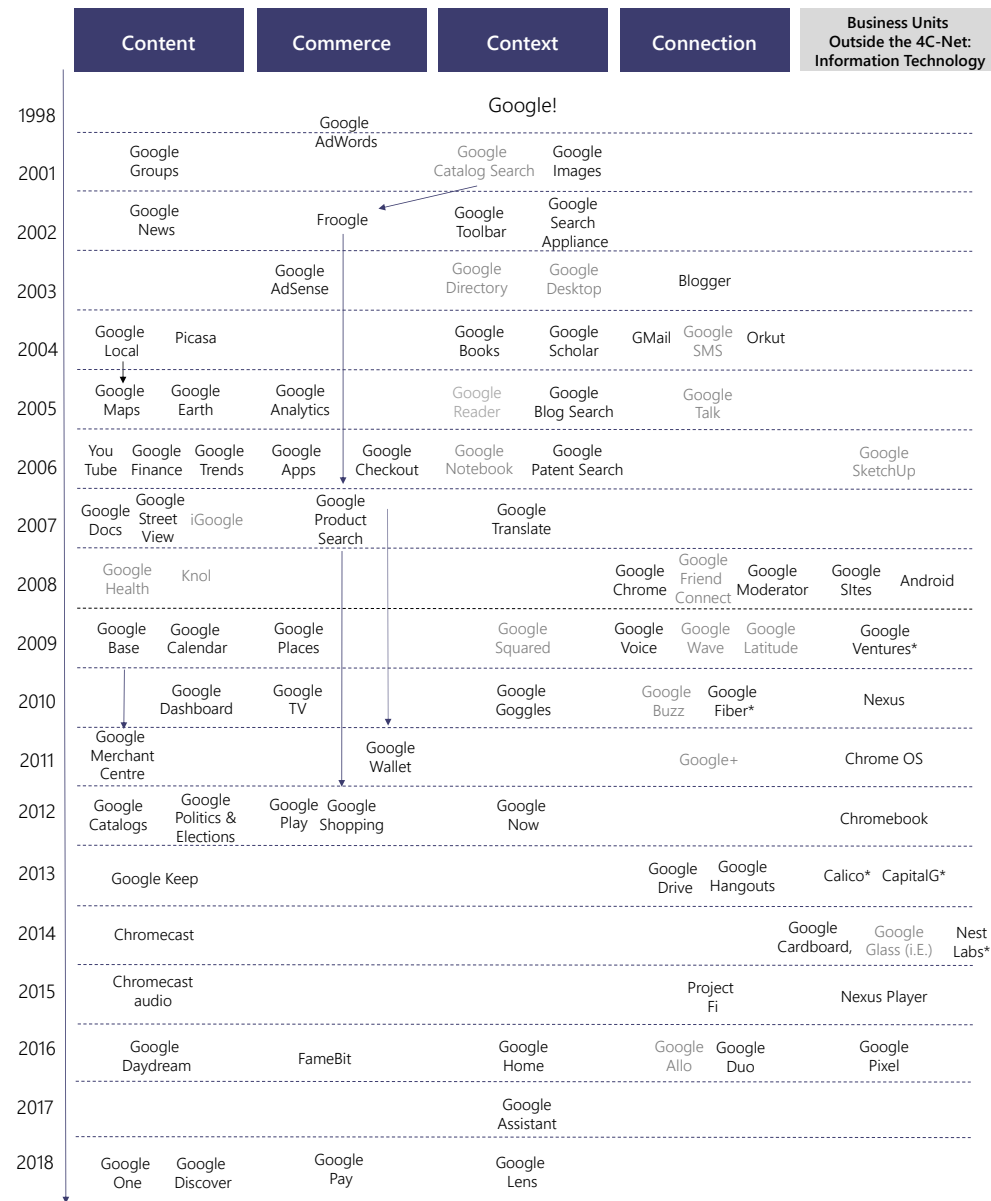 Content
Commerce
Context
Connection
Business Units
Outside the 4C-Net:
Information Technology
1998
Google!
Google
AdWords
2001
Google
Groups
Google
Catalog Search
Google
Images
2002
Google
News
Froogle
Google
Toolbar
Google
Search
Appliance
2003
Google
AdSense
Google
Directory
Google
Desktop
Blogger
2004
Google
Local
Picasa
Google
Books
Google
Scholar
GMail
Google
SMS
Orkut
2005
Google
Maps
Google
Earth
Google
Analytics
Google
Reader
Google
Blog Search
Google
Talk
2006
You
Tube
Google
Finance
Google
Trends
Google
Apps
Google
Checkout
Google
Notebook
Google
Patent Search
Google
SketchUp
2007
Google
Docs
Google
Street
View
iGoogle
Google
Product
Search
Google
Translate
2008
Google
Health
Knol
Google
Chrome
Google
Friend
Connect
Google
Moderator
Google
SItes
Android
2009
Google
Base
Google
Calendar
Google
Places
Google
Squared
Google
Voice
Google
Wave
Google
Latitude
Google
Ventures*
2010
Google
Dashboard
Google
TV
Google
Goggles
Google
Buzz
Google
Fiber*
Nexus
2011
Google
Merchant
Centre
Google
Wallet
Google+
Chrome OS
2012
Google
Catalogs
Google
Politics &
Elections
Google
Play
Google
Shopping
Google
Now
Chromebook
2013
Google Keep
Google
Drive
Google
Hangouts
Calico*
CapitalG*
2014
Chromecast
Google
Cardboard,
Google
Glass (i.E.)
Nest
Labs*
2015
Chromecast
audio
Project
Fi
Nexus Player
2016
Google
Daydream
FameBit
Google
Home
Google
Allo
Google
Duo
Google
Pixel
2017
Google
Assistant
2018
Google
One
Google
Discover
Google
Pay
Google
Lens